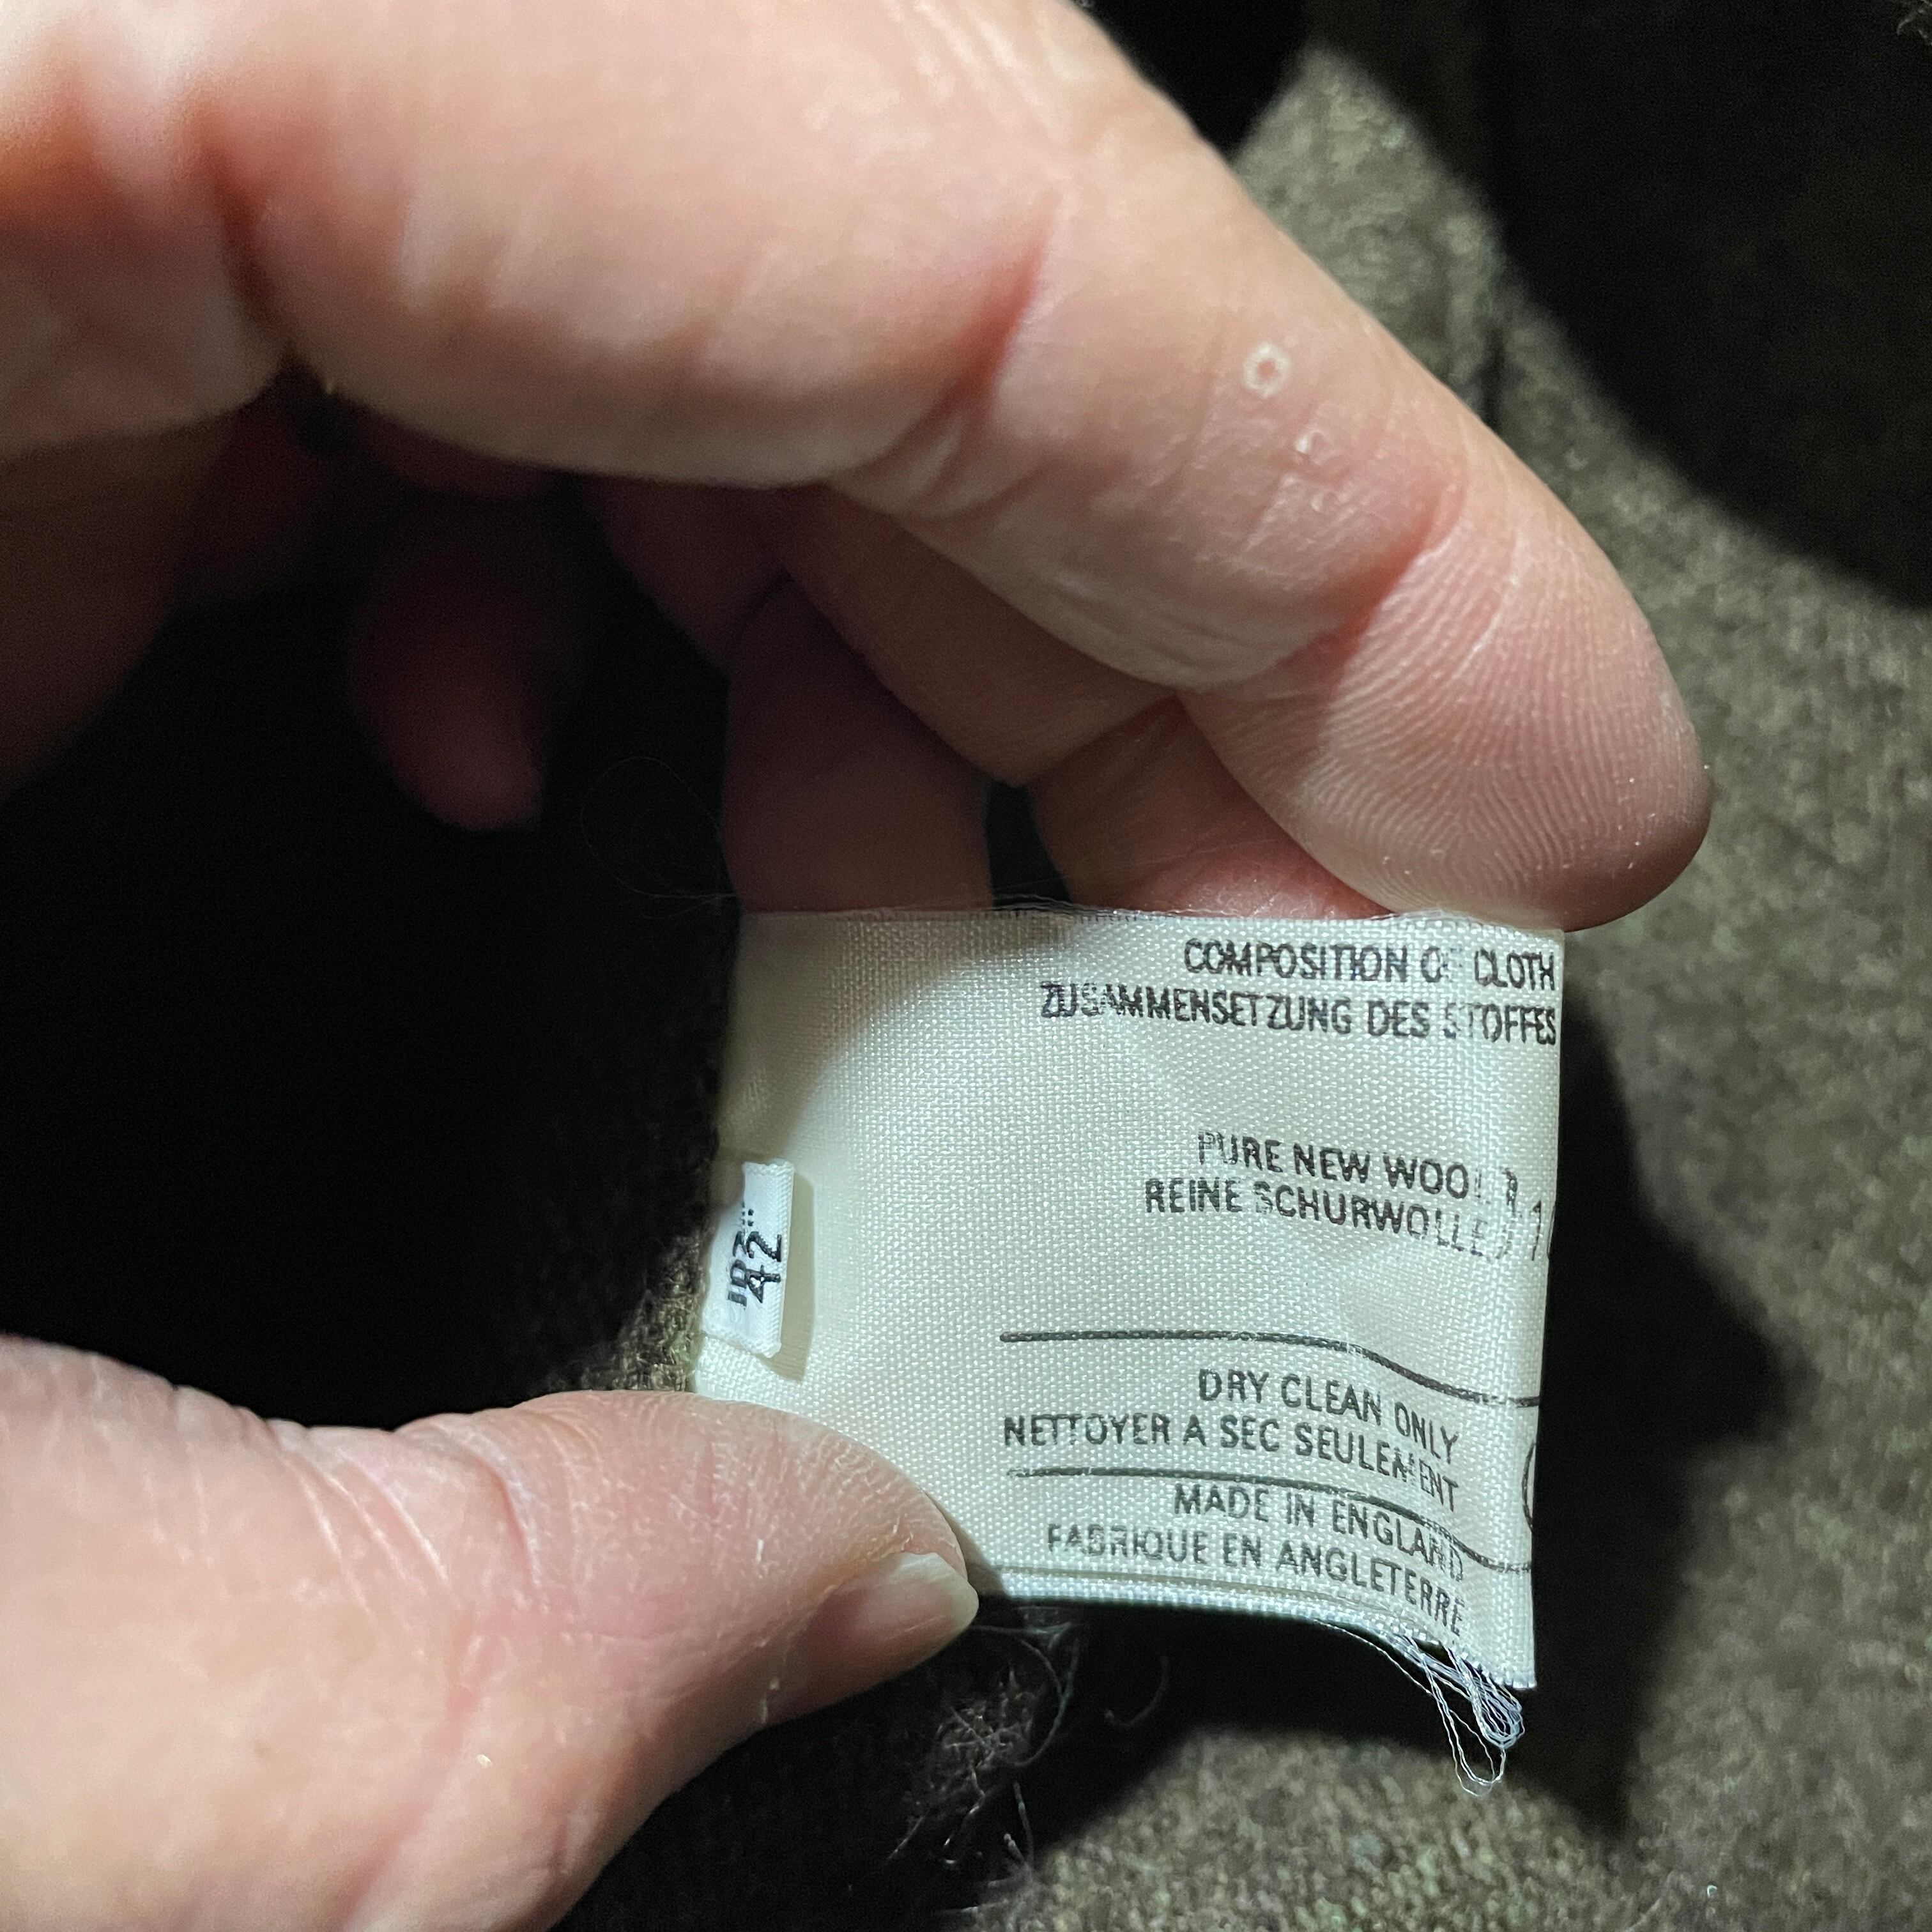 COMPOSITION OF CLOTH
ZUSAMMENSETZUNG DES STOFFES
PURE NEW WOOL
REINE SCHURWOLLE
DRY CLEAN ONLY
NETTOYER A SEC SEULEMENT
MADE IN ENGLAND
FABRIQUE EN ANGLETERRE
42